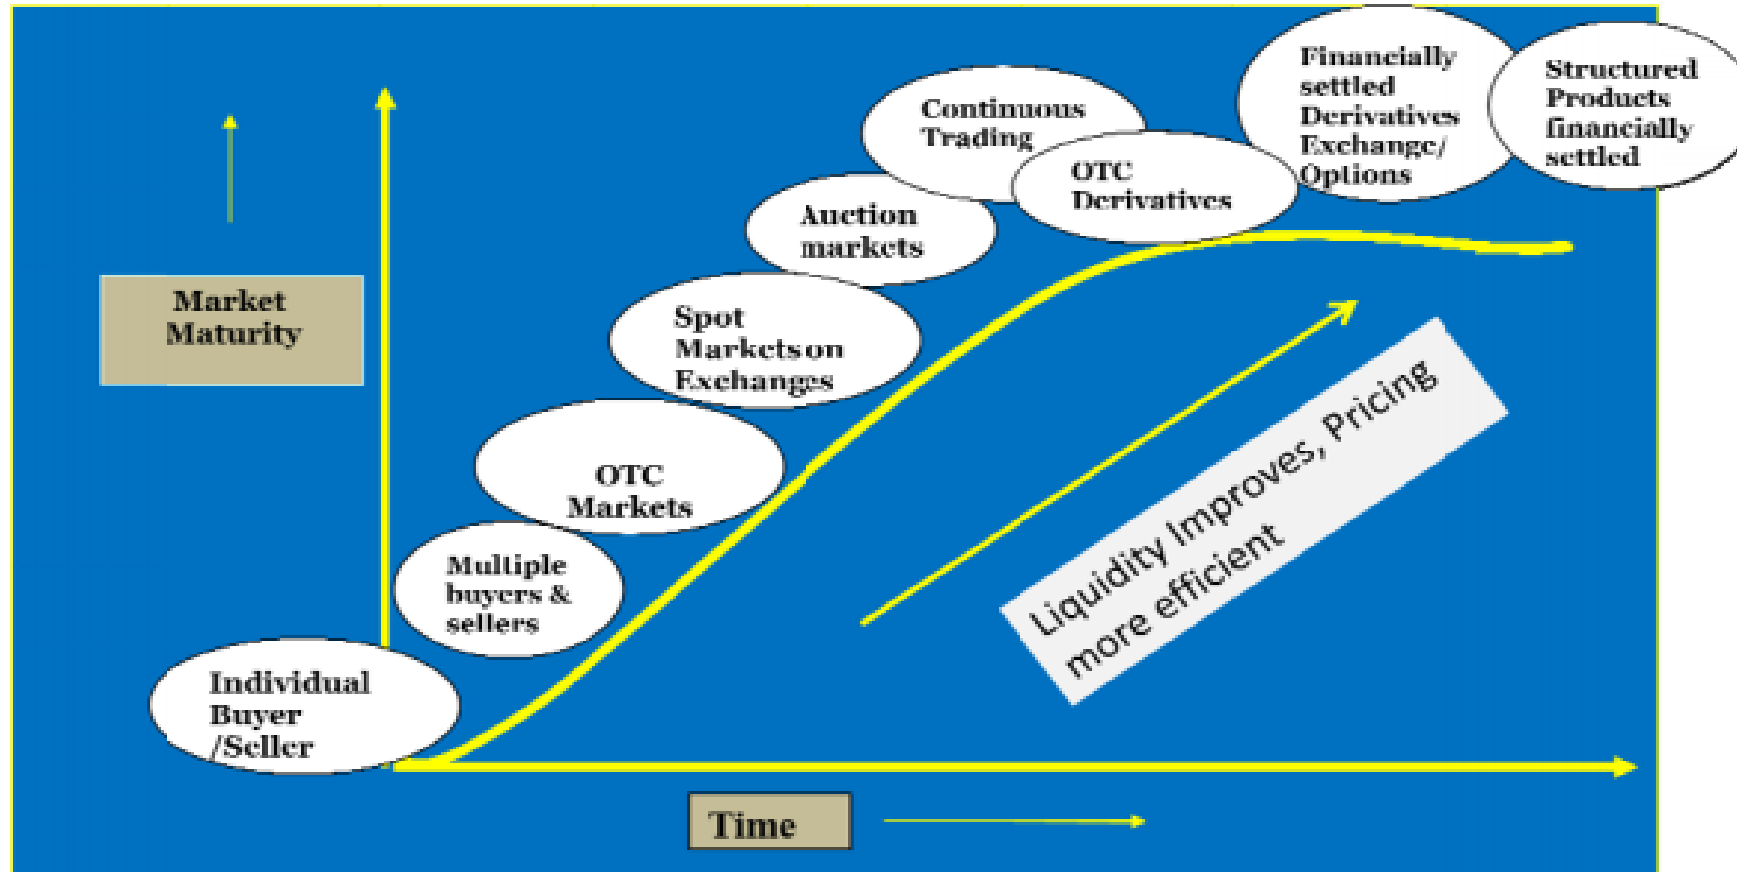 Financially
settled
Derivatives
Exchange/
Options
Structured
Products
financially
settled
Continuous
Trading
OTC
Derivatives
Auction
markets
Market
Maturity
Spot
Markets on
Exchanges
OTC
Markets
Multiple
buyers &
sellers
Individual
Buyer
/Seller
Liquidity Improves, Pricing
more efficient
Time